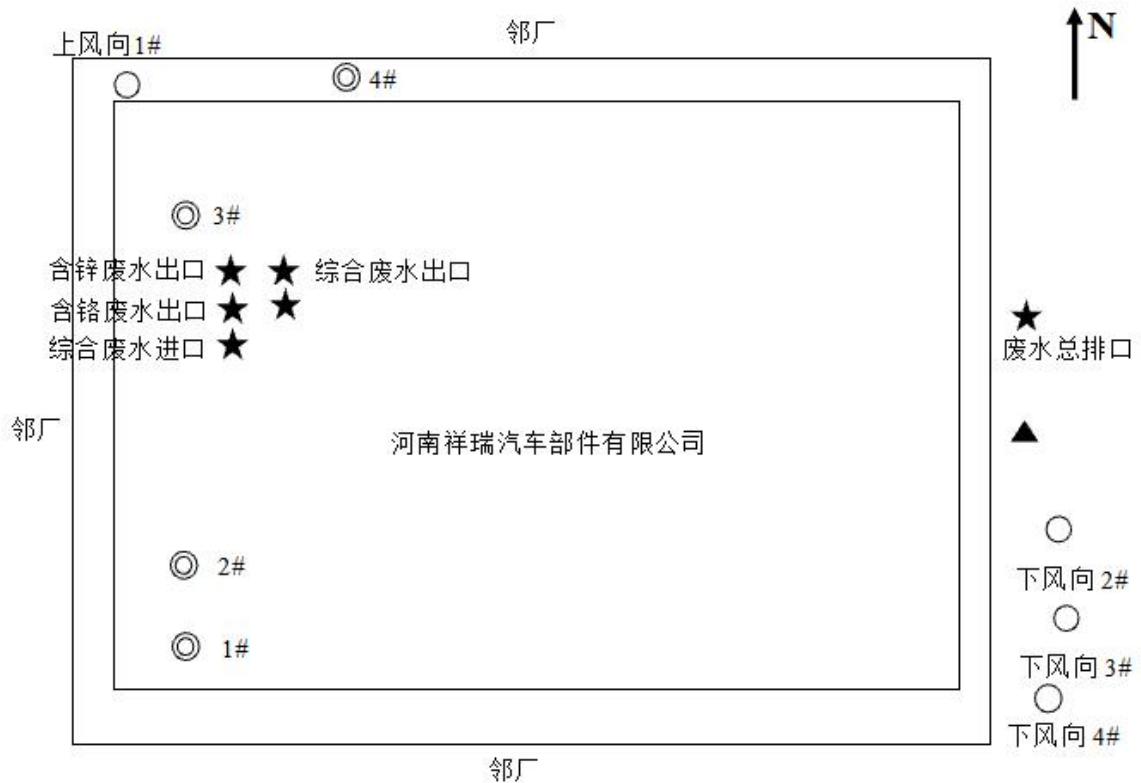 邻厂
N
上风向1#
4#
3#
含锌废水出口
综合废水出口
含铬废水出口
综合废水进口
废水总排口
邻厂
河南祥瑞汽车部件有限公司
2#
下风向2#
1#
下风向3#
下风向4#
邻厂